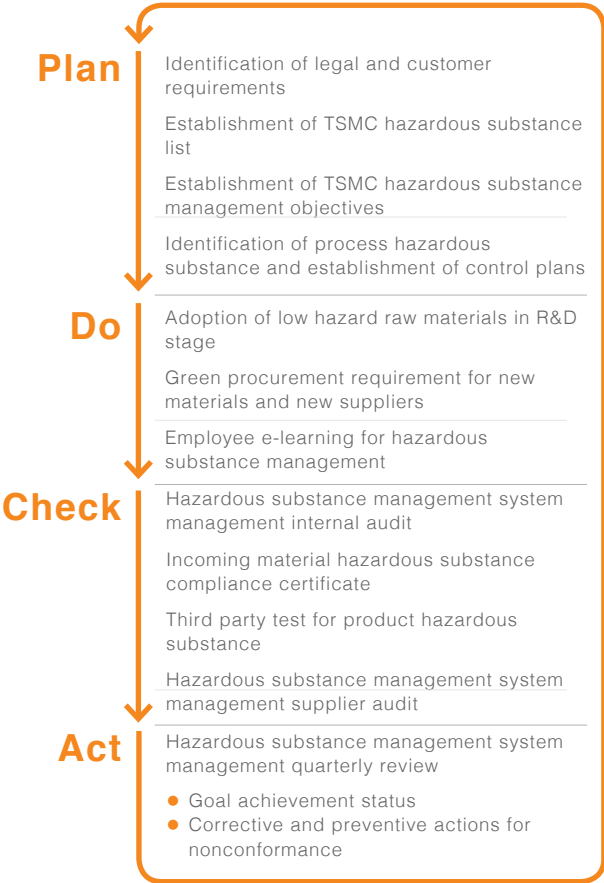 Plan
Identification of legal and customer
requirements
Establishment of TSMC hazardous substance
list
Establishment of TSMC hazardous substance
management objectives
Identification of process hazardous
substance and establishment of control plans
Do
Adoption of low hazard raw materials in R&D
stage
Green procurement requirement for new
materials and new suppliers
Employee e-learning for hazardous
substance management
Check
Hazardous substance management system
management internal audit
Incoming material hazardous substance
compliance certificate
Third party test for product hazardous
substance
Hazardous substance management system
management supplier audit
Act
Hazardous substance management system
management quarterly review
Goal achievement status
Corrective and preventive actions for
nonconformance